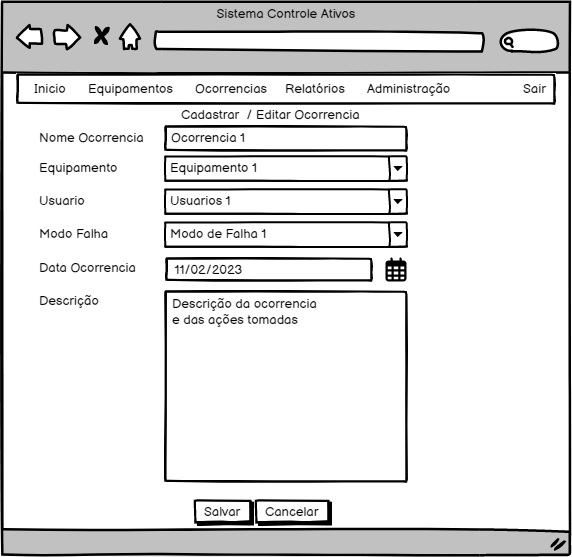 Sistema Controle Ativos
Inicio Equipamentos Ocorrencias Relatórios Administração Sair
Cadastrar / Editar Ocorrencia
Nome Ocorrencia Ocorrencia 1
Equipamento Equipamento 1
Usuario Usuarios 1
Modo Falha Modo de Falha 1
Data Ocorrencia 11/02/2023
Descrição Descrição da ocorrencia
e das ações tomadas
Salvar Cancelar